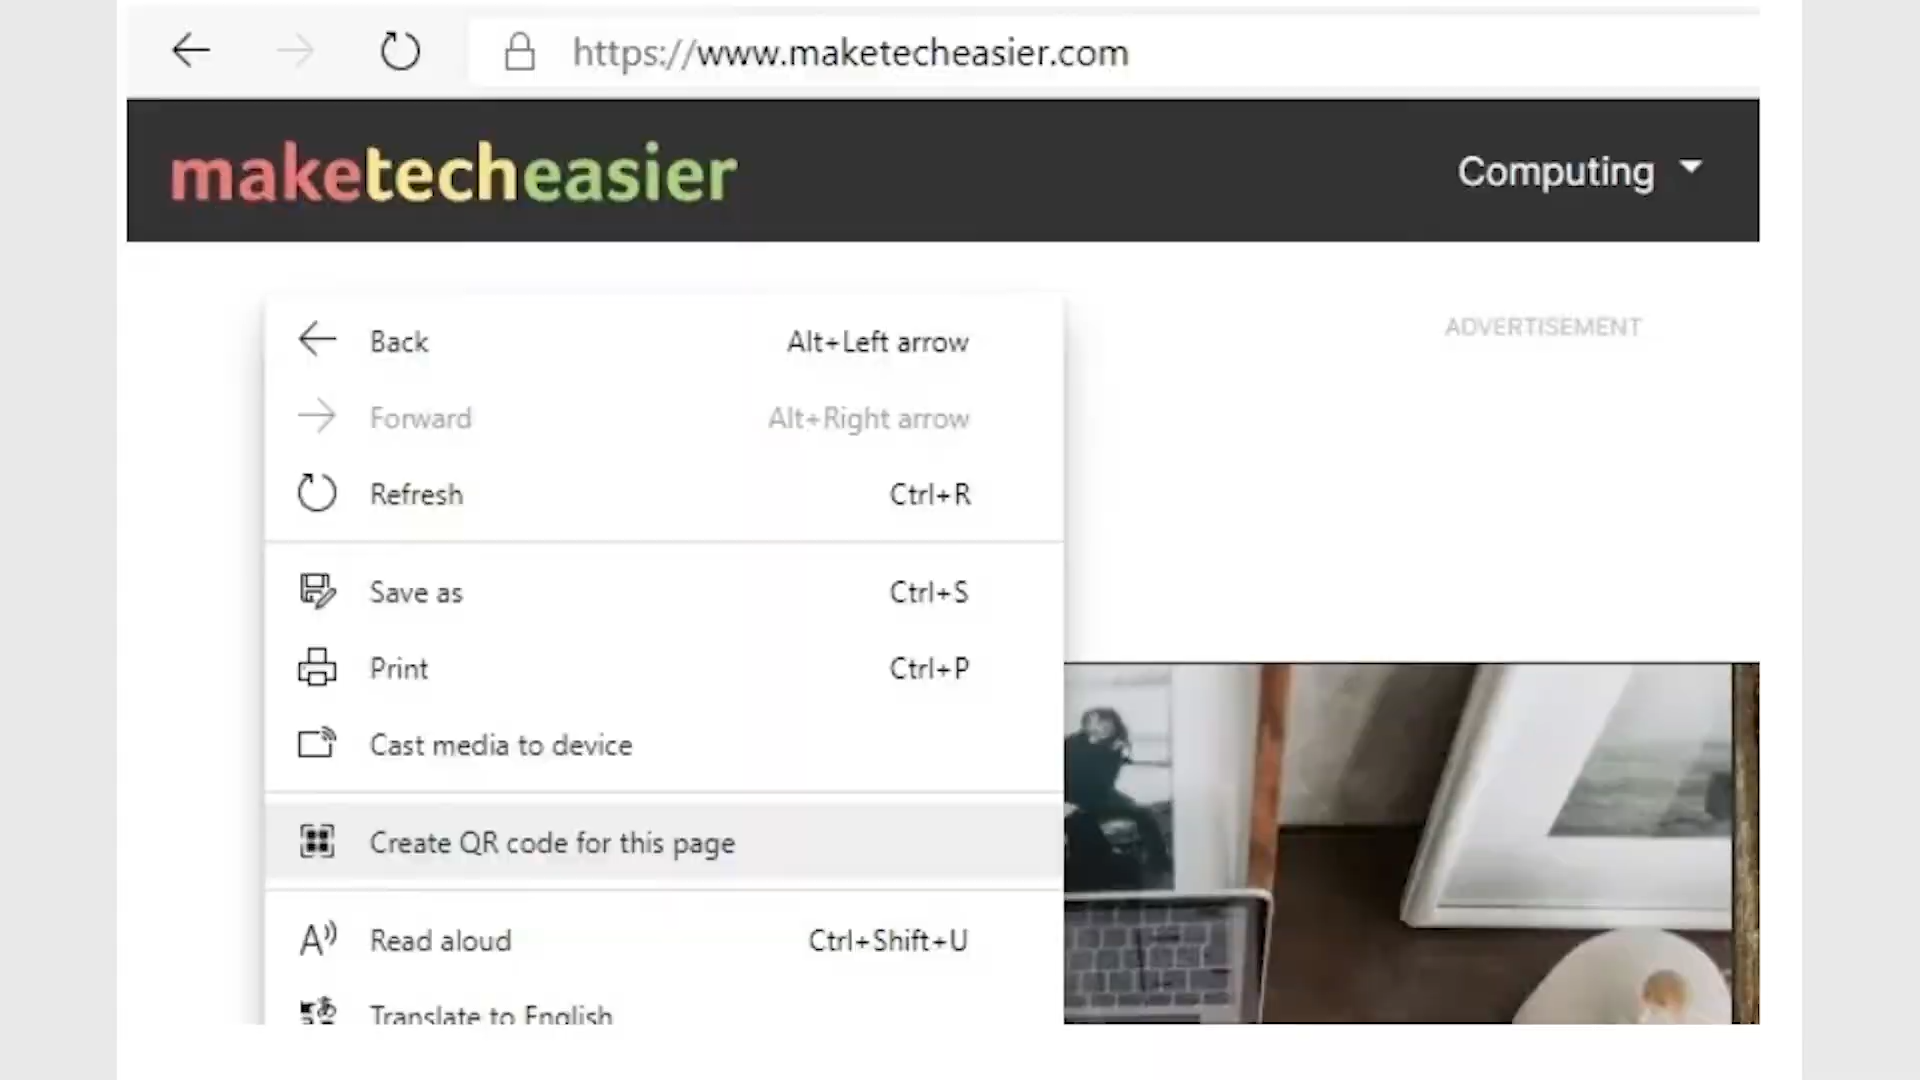 https://www.maketecheasier.com
maketecheasier
Computing
ADVERTISEMENT
Back Alt+Left arrow
Forward Alt+Right arrow
Refresh Ctrl+R
Save as Ctrl+S
Print Ctrl+P
Cast media to device
Create QR code for this page
Read aloud Ctrl+Shift+U
Translate to English